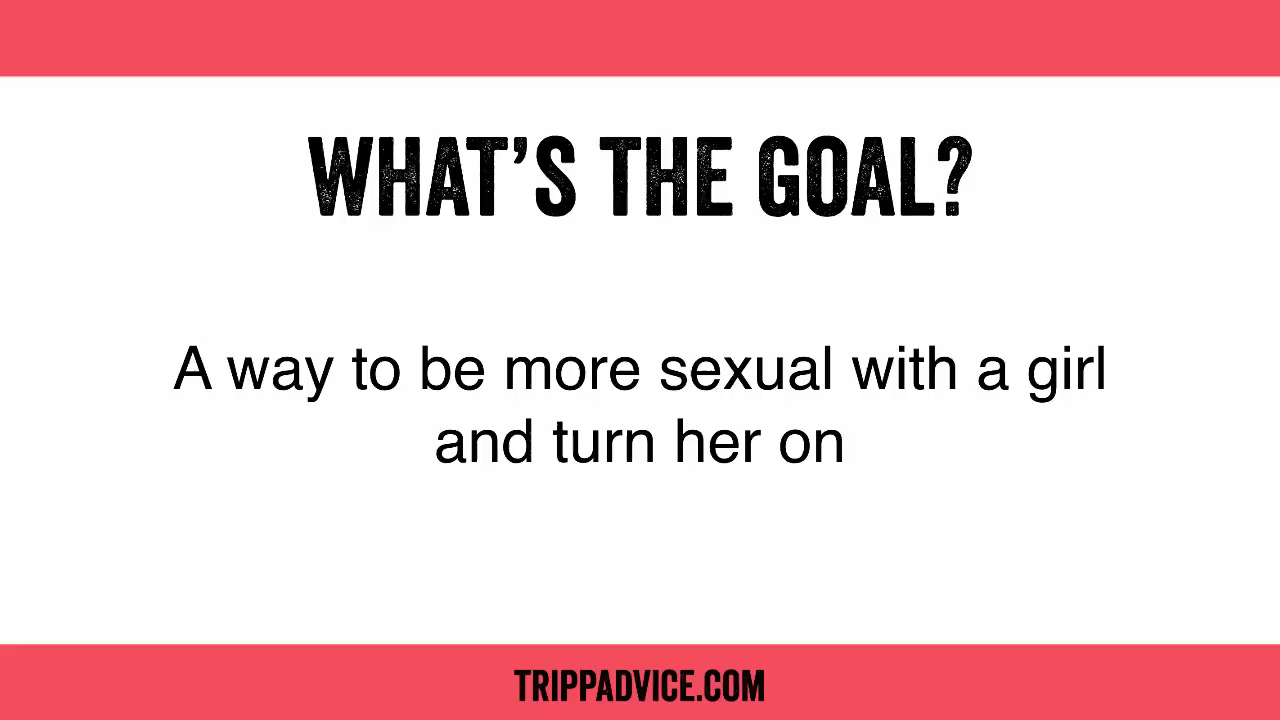 WHAT'S THE GOAL?
A way to be more sexual with a girl
and turn her on
TRIPPADVICE.COM